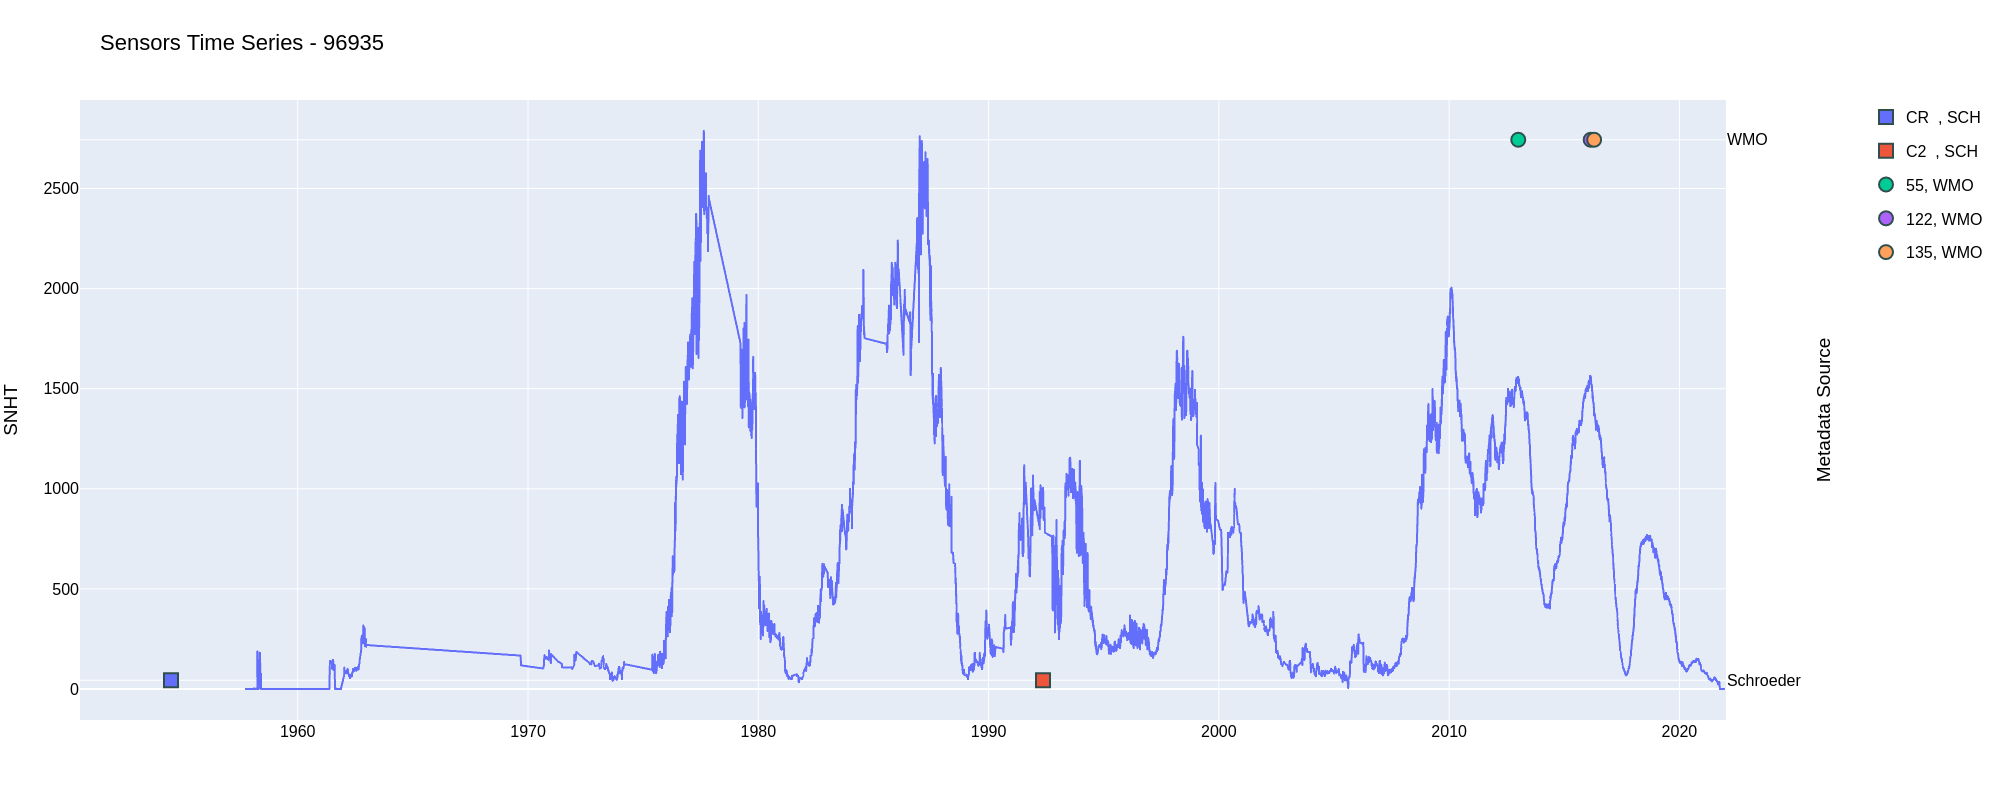 Sensors Time Series - 96935
CR  , SCH
C2  , SCH
55, WMO
122, WMO
135, WMO
WMO
Schroeder
Metadata Source
SNHT
2500
2000
1500
1000
500
0
1960
1970
1980
1990
2000
2010
2020